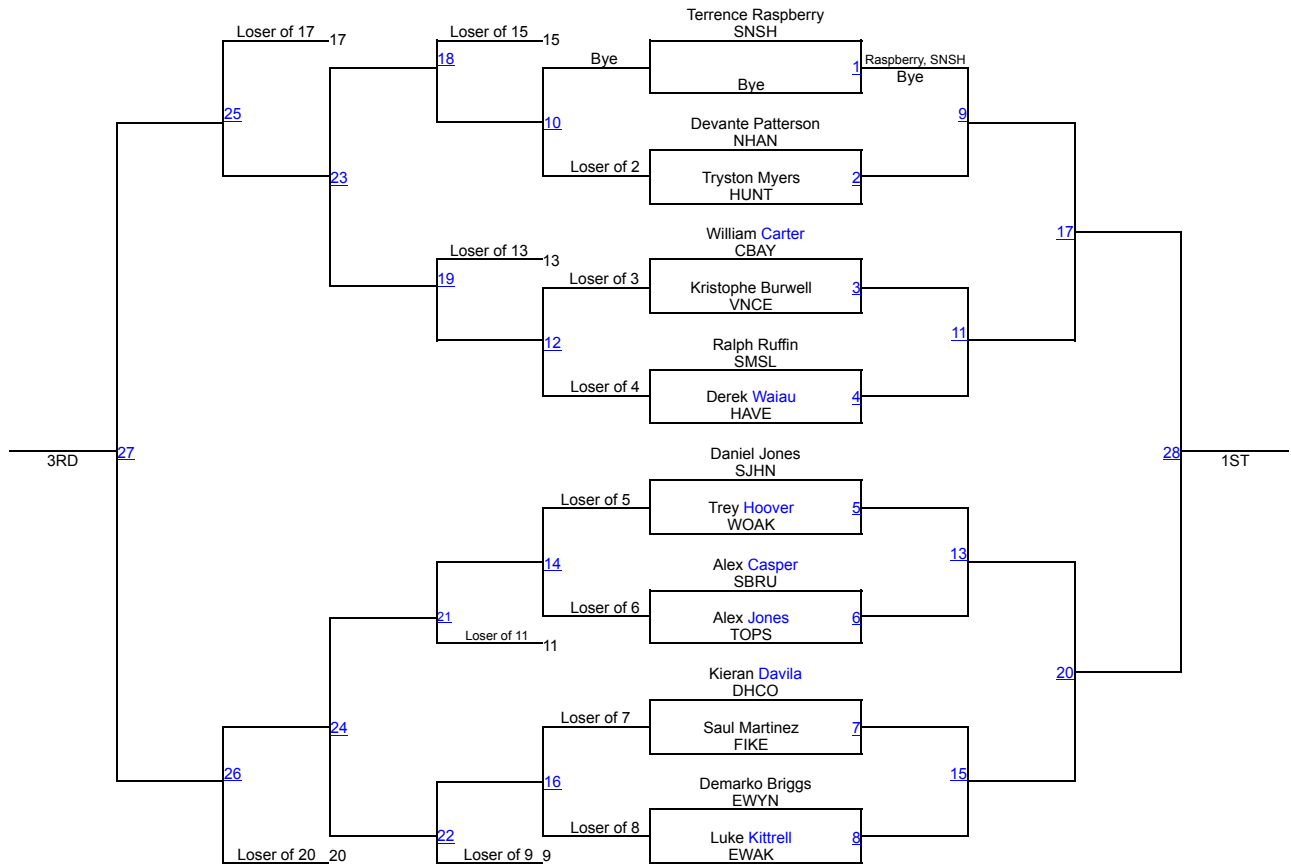 Terrence Raspberry
SNSH
Loser of 17 17
Loser of 15 15
18
Bye
1
Raspberry, SNSH
Bye
Bye
25
10
Devante Patterson
NHAN
9
Loser of 2
Tryston Myers
HUNT
2
23
William Carter
CBAY
17
Loser of 13 13
19
Loser of 3
Kristophe Burwell
VNCE
3
12
Ralph Ruffin
SMSL
11
Loser of 4
Derek Waiau
HAVE
4
3RD
27
Daniel Jones
SJHN
28
1ST
Loser of 5
Trey Hoover
WOAK
5
14
Alex Casper
SBRU
13
21
Loser of 6
Alex Jones
TOPS
6
Loser of 11 11
Kieran Davila
DHCO
20
24
Loser of 7
Saul Martinez
FIKE
7
26
16
Demarko Briggs
EWYN
15
22
Loser of 8
Luke Kittrell
EWAK
8
Loser of 20 20
Loser of 9 9